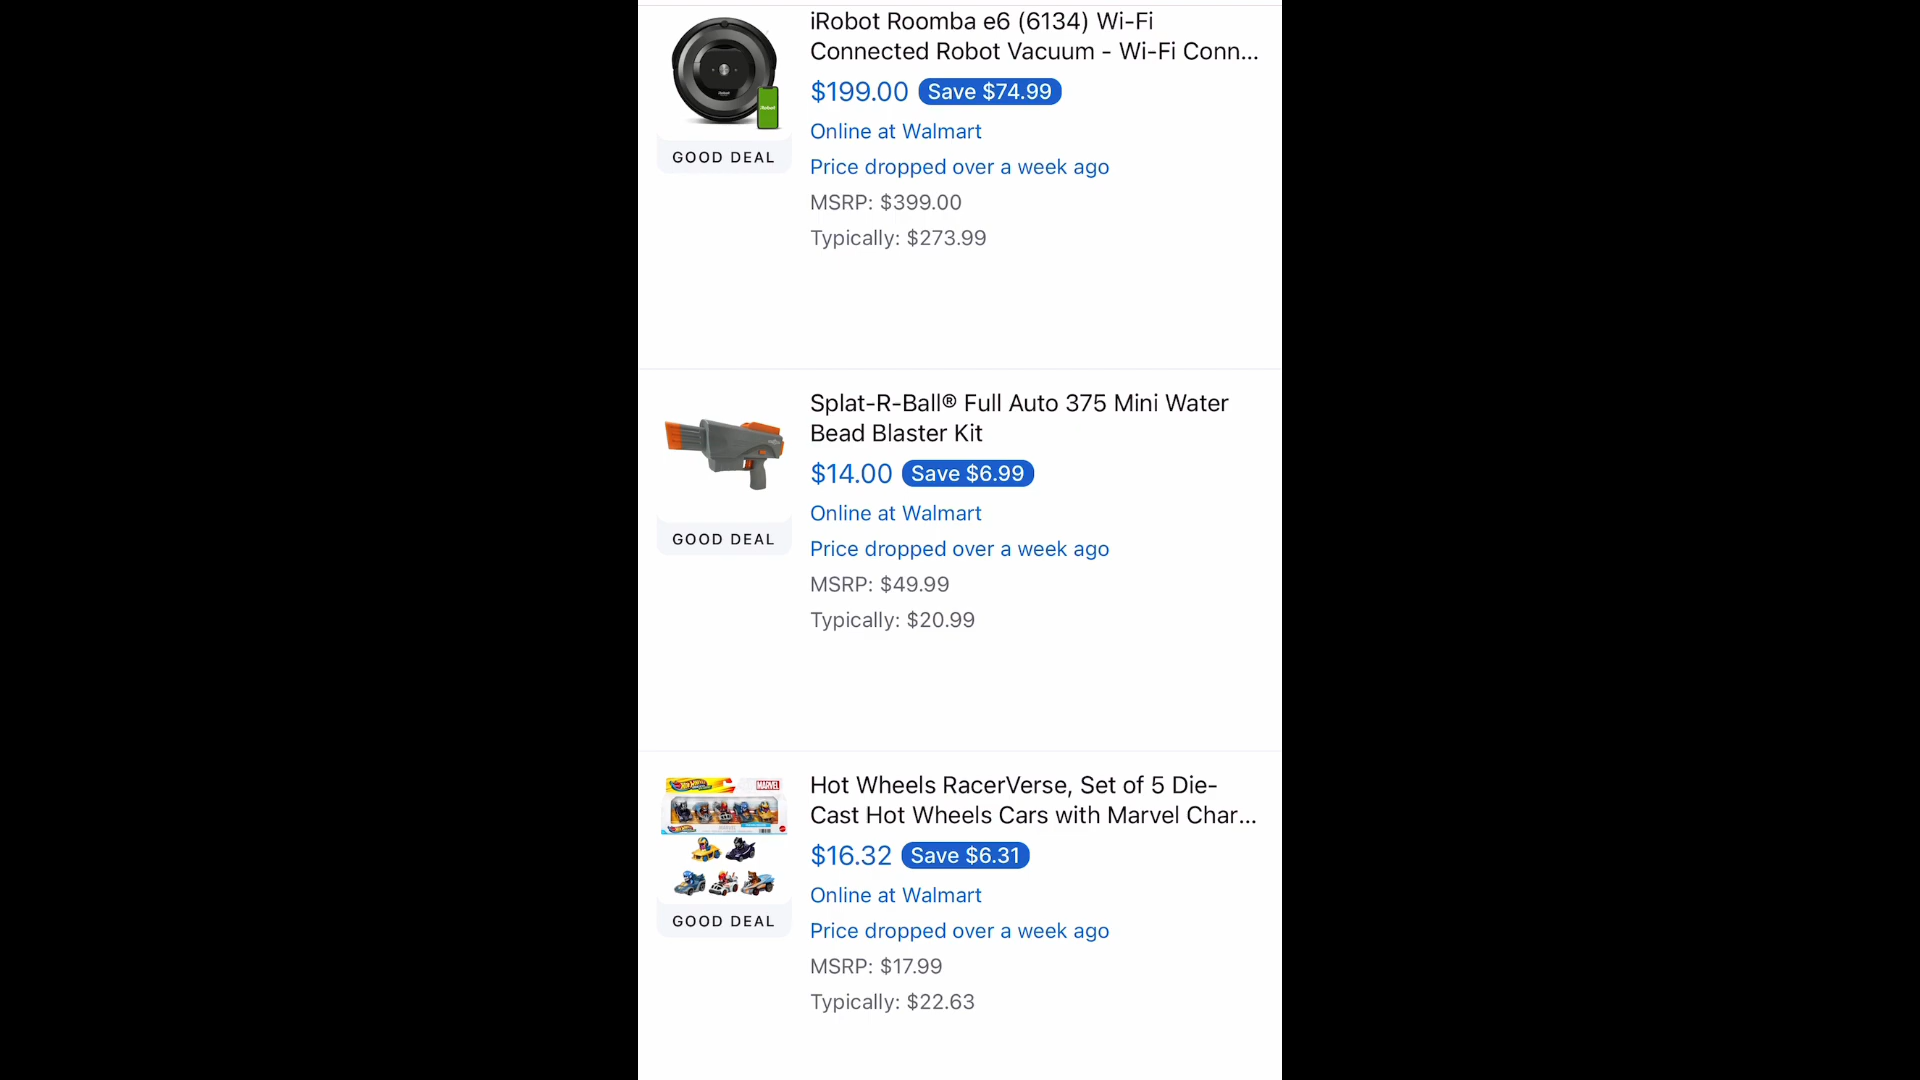 iRobot Roomba e6 (6134) Wi-Fi
Connected Robot Vacuum - Wi-Fi Conn...
$199.00 Save $74.99
Online at Walmart
Price dropped over a week ago
MSRP: $399.00
Typically: $273.99
GOOD DEAL
Splat-R-Ball® Full Auto 375 Mini Water
Bead Blaster Kit
$14.00 Save $6.99
Online at Walmart
Price dropped over a week ago
MSRP: $49.99
Typically: $20.99
GOOD DEAL
Hot Wheels RacerVerse, Set of 5 Die-
Cast Hot Wheels Cars with Marvel Char...
$16.32 Save $6.31
Online at Walmart
Price dropped over a week ago
MSRP: $17.99
Typically: $22.63
MARVEL
GOOD DEAL